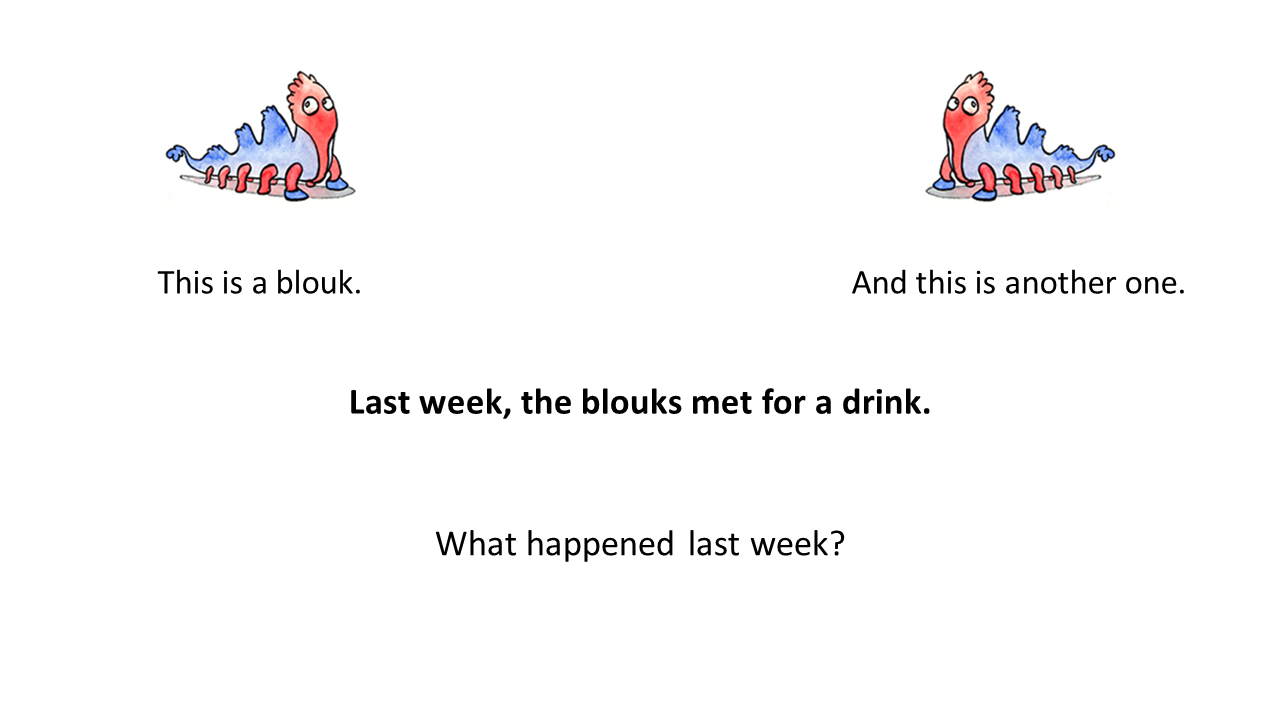 This is a blouk.
And this is another one.
Last week, the blouks met for a drink.
What happened last week?